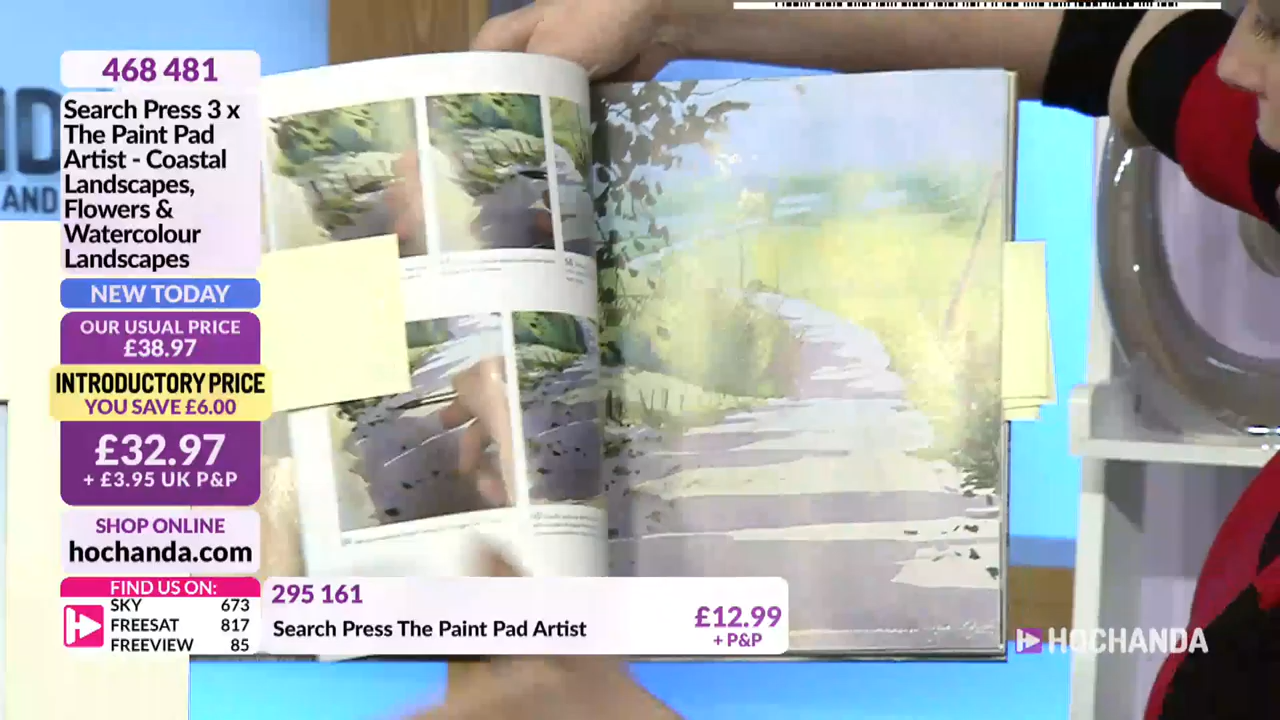 468 481
Search Press 3 x
The Paint Pad
Artist - Coastal
Landscapes,
Flowers &
Watercolour
Landscapes
NEW TODAY
OUR USUAL PRICE
£38.97
INTRODUCTORY PRICE
YOU SAVE £6.00
£32.97
+ £3.95 UK P&P
SHOP ONLINE
hochanda.com
FIND US ON:
SKY 673
FREESAT 817
FREEVIEW 85
295 161
Search Press The Paint Pad Artist
£12.99
+ P&P
HOCHANDA
AND